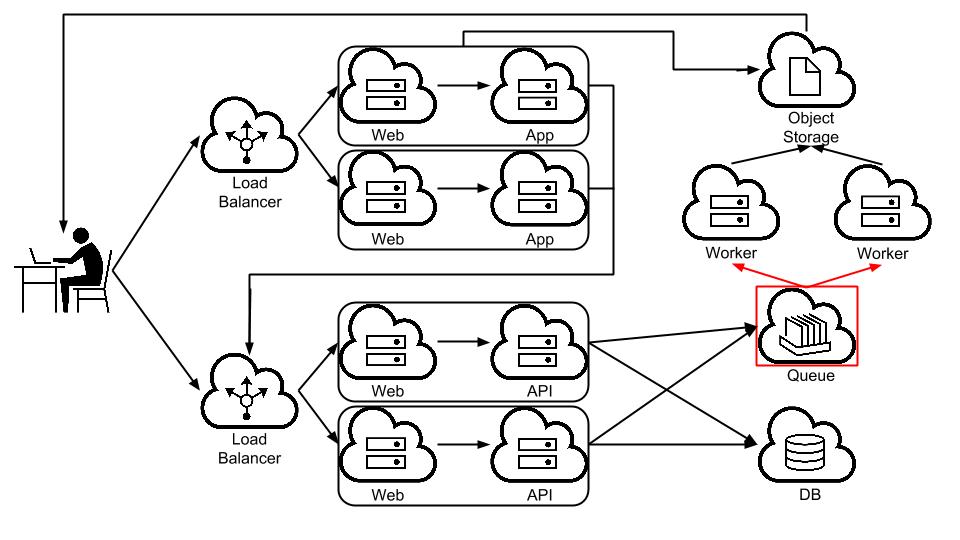 Web
App
Object
Storage
Load
Balancer
Web
App
Worker
Worker
Web
API
Queue
Load
Balancer
Web
API
DB